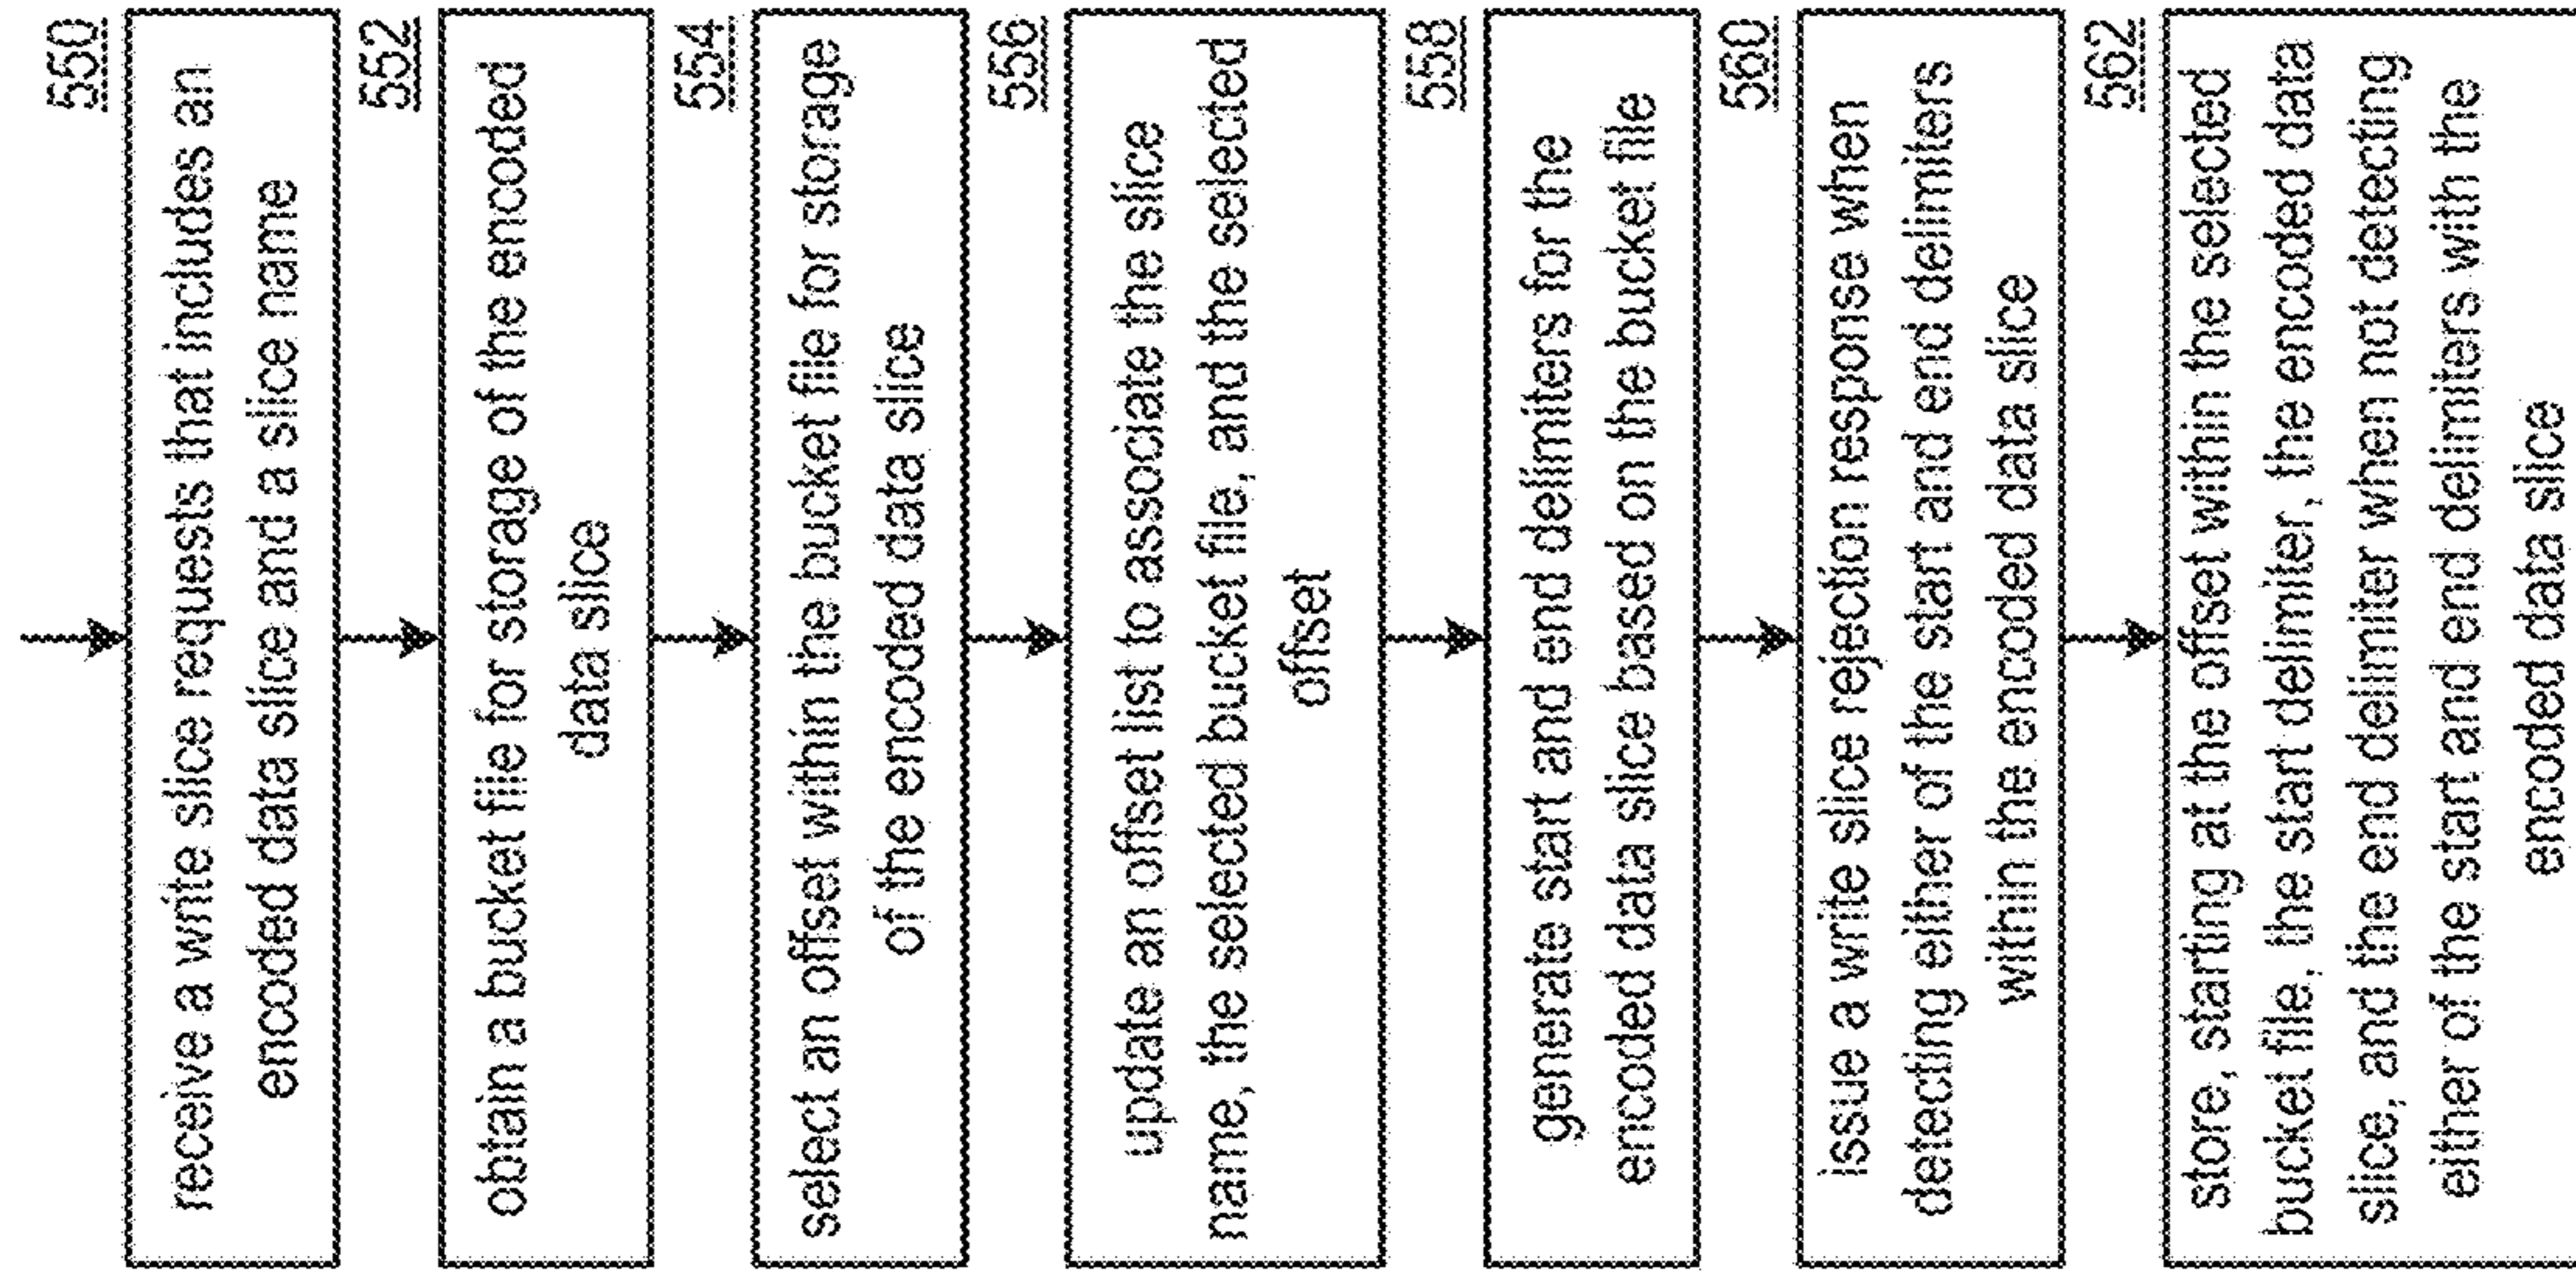 550
receive a write slice requests that includes an
encoded data slice and a slice name
552
obtain a bucket file for storage of the encoded
data slice
554
select an offset within the bucket file for storage
of the encoded data slice
556
update an offset list to associate the slice
name, the selected bucket file, and the selected
offset
558
generate start and end delimiters for the
encoded data slice based on the bucket file
560
issue a write slice rejection response when
detecting either of the start and end delimiters
within the encoded data slice
562
store, starting at the offset within the selected
bucket file, the start delimiter, the encoded data
slice, and the end delimiter when not detecting
either of the start and end delimiters with the
encoded data slice